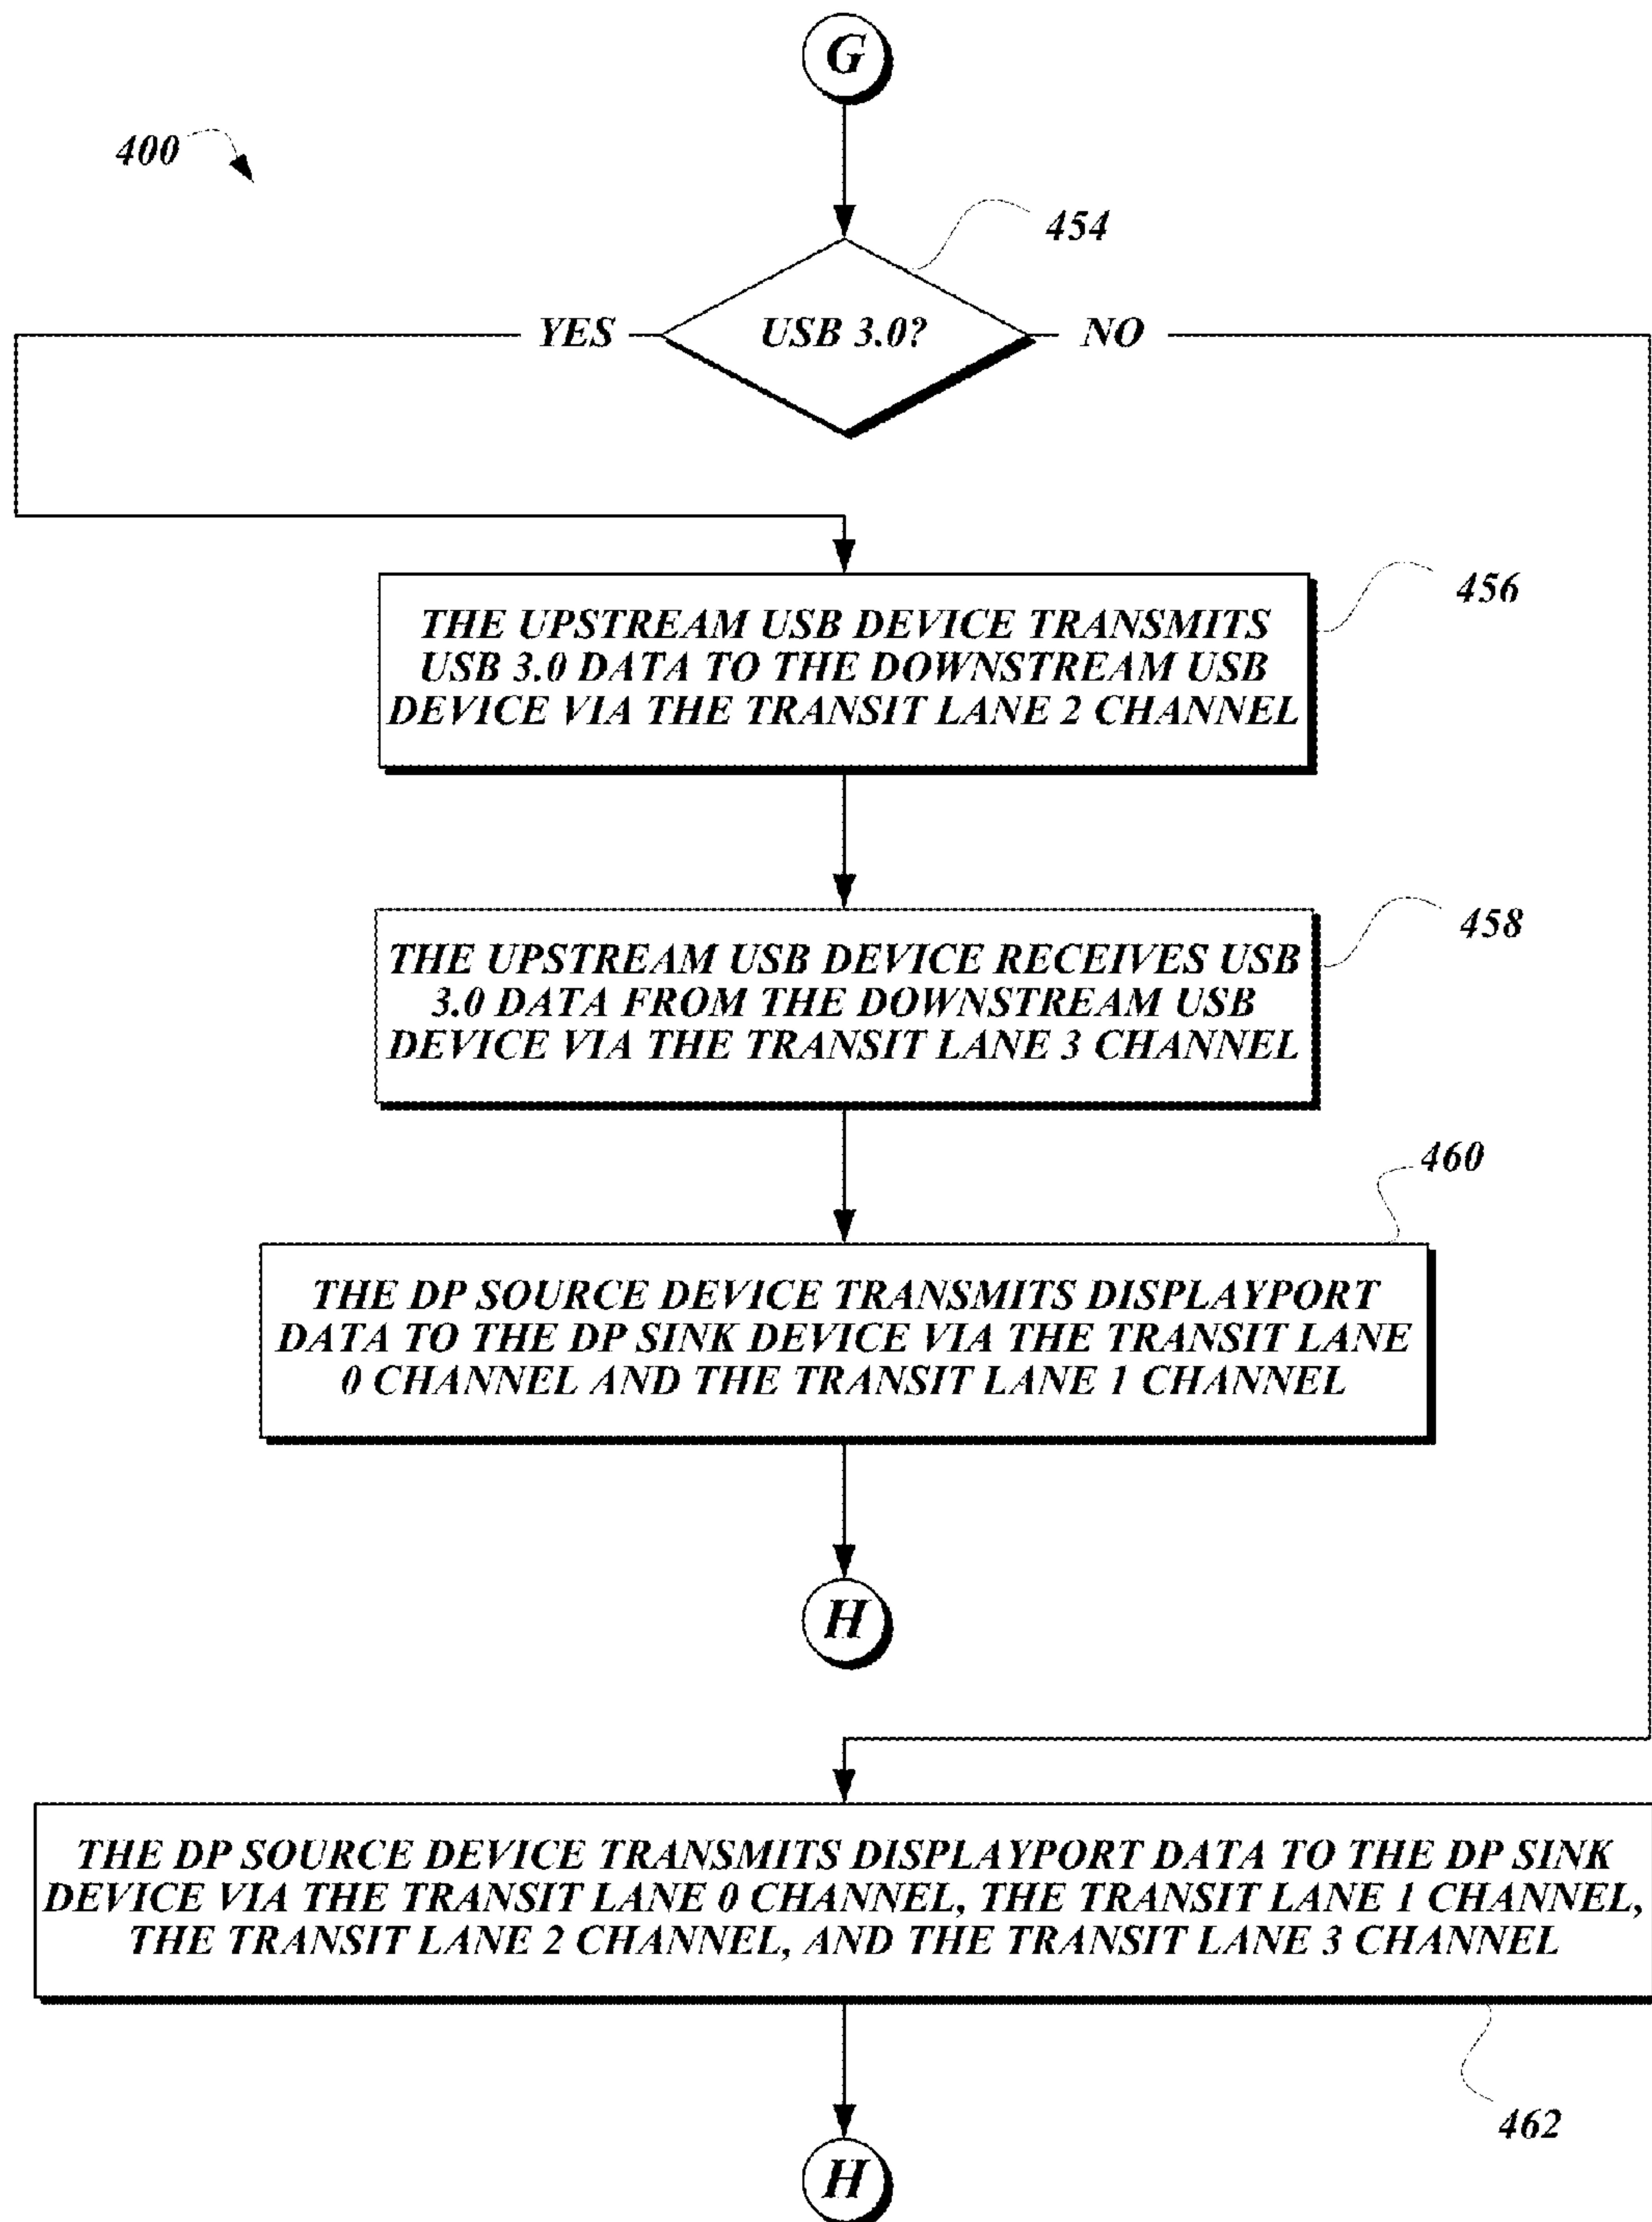 G
400
454
YES
USB 3.0?
NO
456
THE UPSTREAM USB DEVICE TRANSMITS
USB 3.0 DATA TO THE DOWNSTREAM USB
DEVICE VIA THE TRANSIT LANE 2 CHANNEL
458
THE UPSTREAM USB DEVICE RECEIVES USB
3.0 DATA FROM THE DOWNSTREAM USB
DEVICE VIA THE TRANSIT LANE 3 CHANNEL
460
THE DP SOURCE DEVICE TRANSMITS DISPLAYPORT
DATA TO THE DP SINK DEVICE VIA THE TRANSIT LANE
0 CHANNEL AND THE TRANSIT LANE 1 CHANNEL
H
THE DP SOURCE DEVICE TRANSMITS DISPLAYPORT DATA TO THE DP SINK
DEVICE VIA THE TRANSIT LANE 0 CHANNEL, THE TRANSIT LANE 1 CHANNEL,
THE TRANSIT LANE 2 CHANNEL, AND THE TRANSIT LANE 3 CHANNEL
462
H